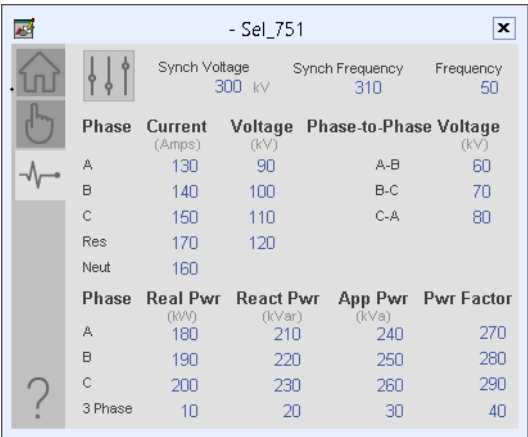 - Sel_751
Synch Voltage Synch Frequency Frequency
300 kV 310 50
Phase Current Voltage Phase-to-Phase Voltage
(Amps) (kV) (kV)
A 130 90 A-B 60
B 140 100 B-C 70
C 150 110 C-A 80
Res 170 120
Neut 160
Phase Real Pwr React Pwr App Pwr Pwr Factor
(kW) (kVar) (kVa)
A 180 210 240 270
B 190 220 250 280
C 200 230 260 290
3 Phase 10 20 30 40
?